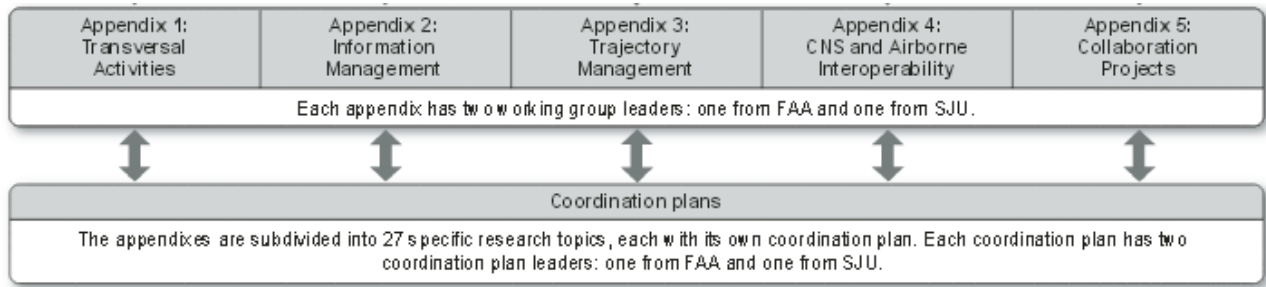 Appendix 1:
Transversal
Activities
Appendix 2:
Information
Management
Appendix 3:
Trajectory
Management
Appendix 4:
CNS and Airborne
Interoperability
Appendix 5:
Collaboration
Projects
Each appendix has two working group leaders: one from FAA and one from SJU.
Coordination plans
The appendixes are subdivided into 27 specific research topics, each with its own coordination plan. Each coordination plan has two
coordination plan leaders: one from FAA and one from SJU.